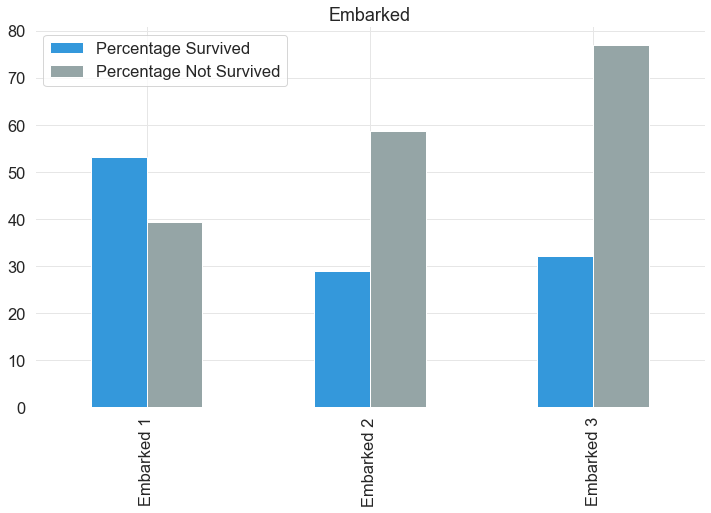 Embarked
Percentage Survived
Percentage Not Survived
80
70
60
50
40
30
20
10
0
Embarked 1
Embarked 2
Embarked 3